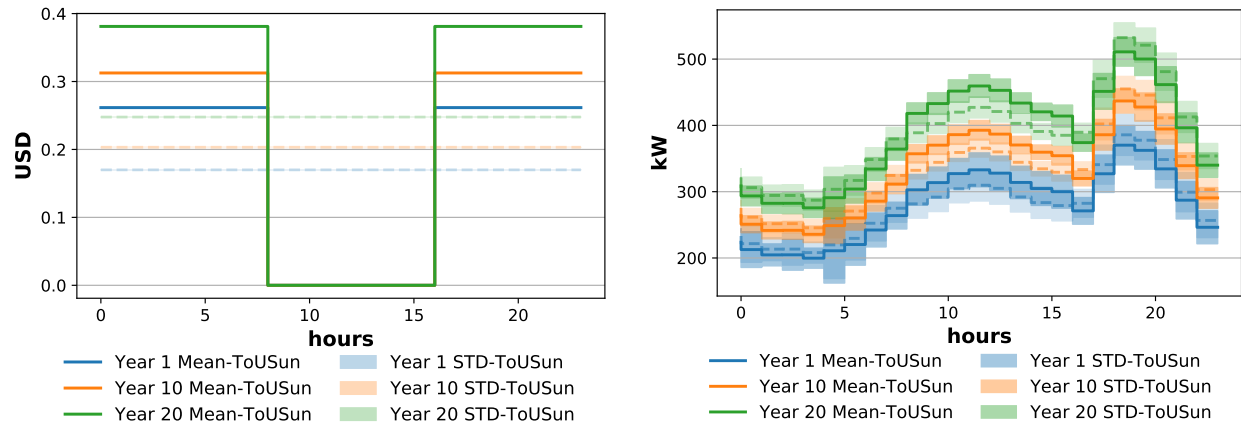 0.4
0.3
0.2
0.1
0.0
USD
0 5 10 15 20
hours
Year 1 Mean-ToUSun Year 1 STD-ToUSun
Year 10 Mean-ToUSun Year 10 STD-ToUSun
Year 20 Mean-ToUSun Year 20 STD-ToUSun
500
400
300
200
kW
0 5 10 15 20
hours
Year 1 Mean-ToUSun Year 1 STD-ToUSun
Year 10 Mean-ToUSun Year 10 STD-ToUSun
Year 20 Mean-ToUSun Year 20 STD-ToUSun